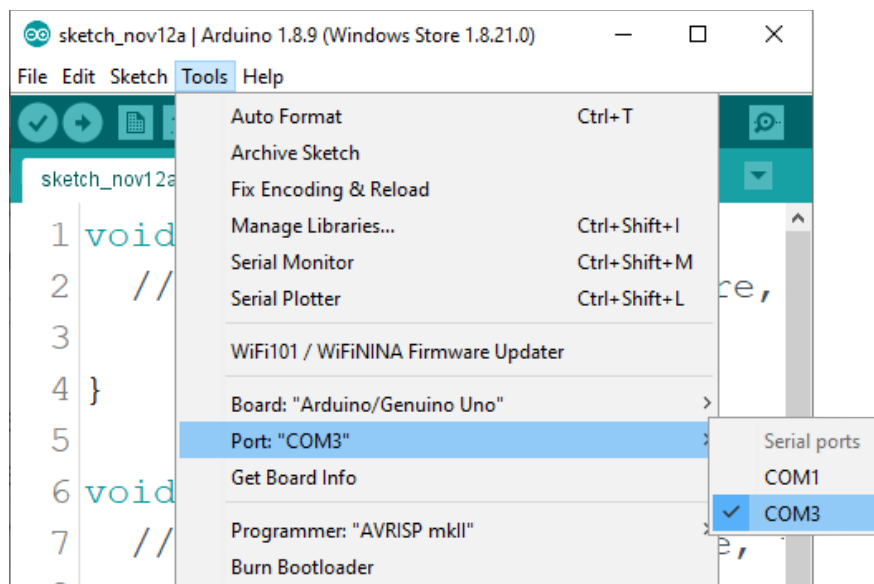 sketch_nov12a | Arduino 1.8.9 (Windows Store 1.8.21.0)
File Edit Sketch Tools Help
Auto Format Ctrl+T
Archive Sketch
sketch_nov12a
Fix Encoding & Reload
1 void
Manage Libraries... Ctrl+Shift+I
Serial Monitor Ctrl+Shift+M
2 // re,
Serial Plotter Ctrl+Shift+L
3
WiFi101 / WiFiNINA Firmware Updater
4 }
Board: "Arduino/Genuino Uno"
5
Port: "COM3"
Serial ports
Get Board Info
COM1
6 void
COM3
Programmer: "AVRISP mkII"
7 // e,
Burn Bootloader